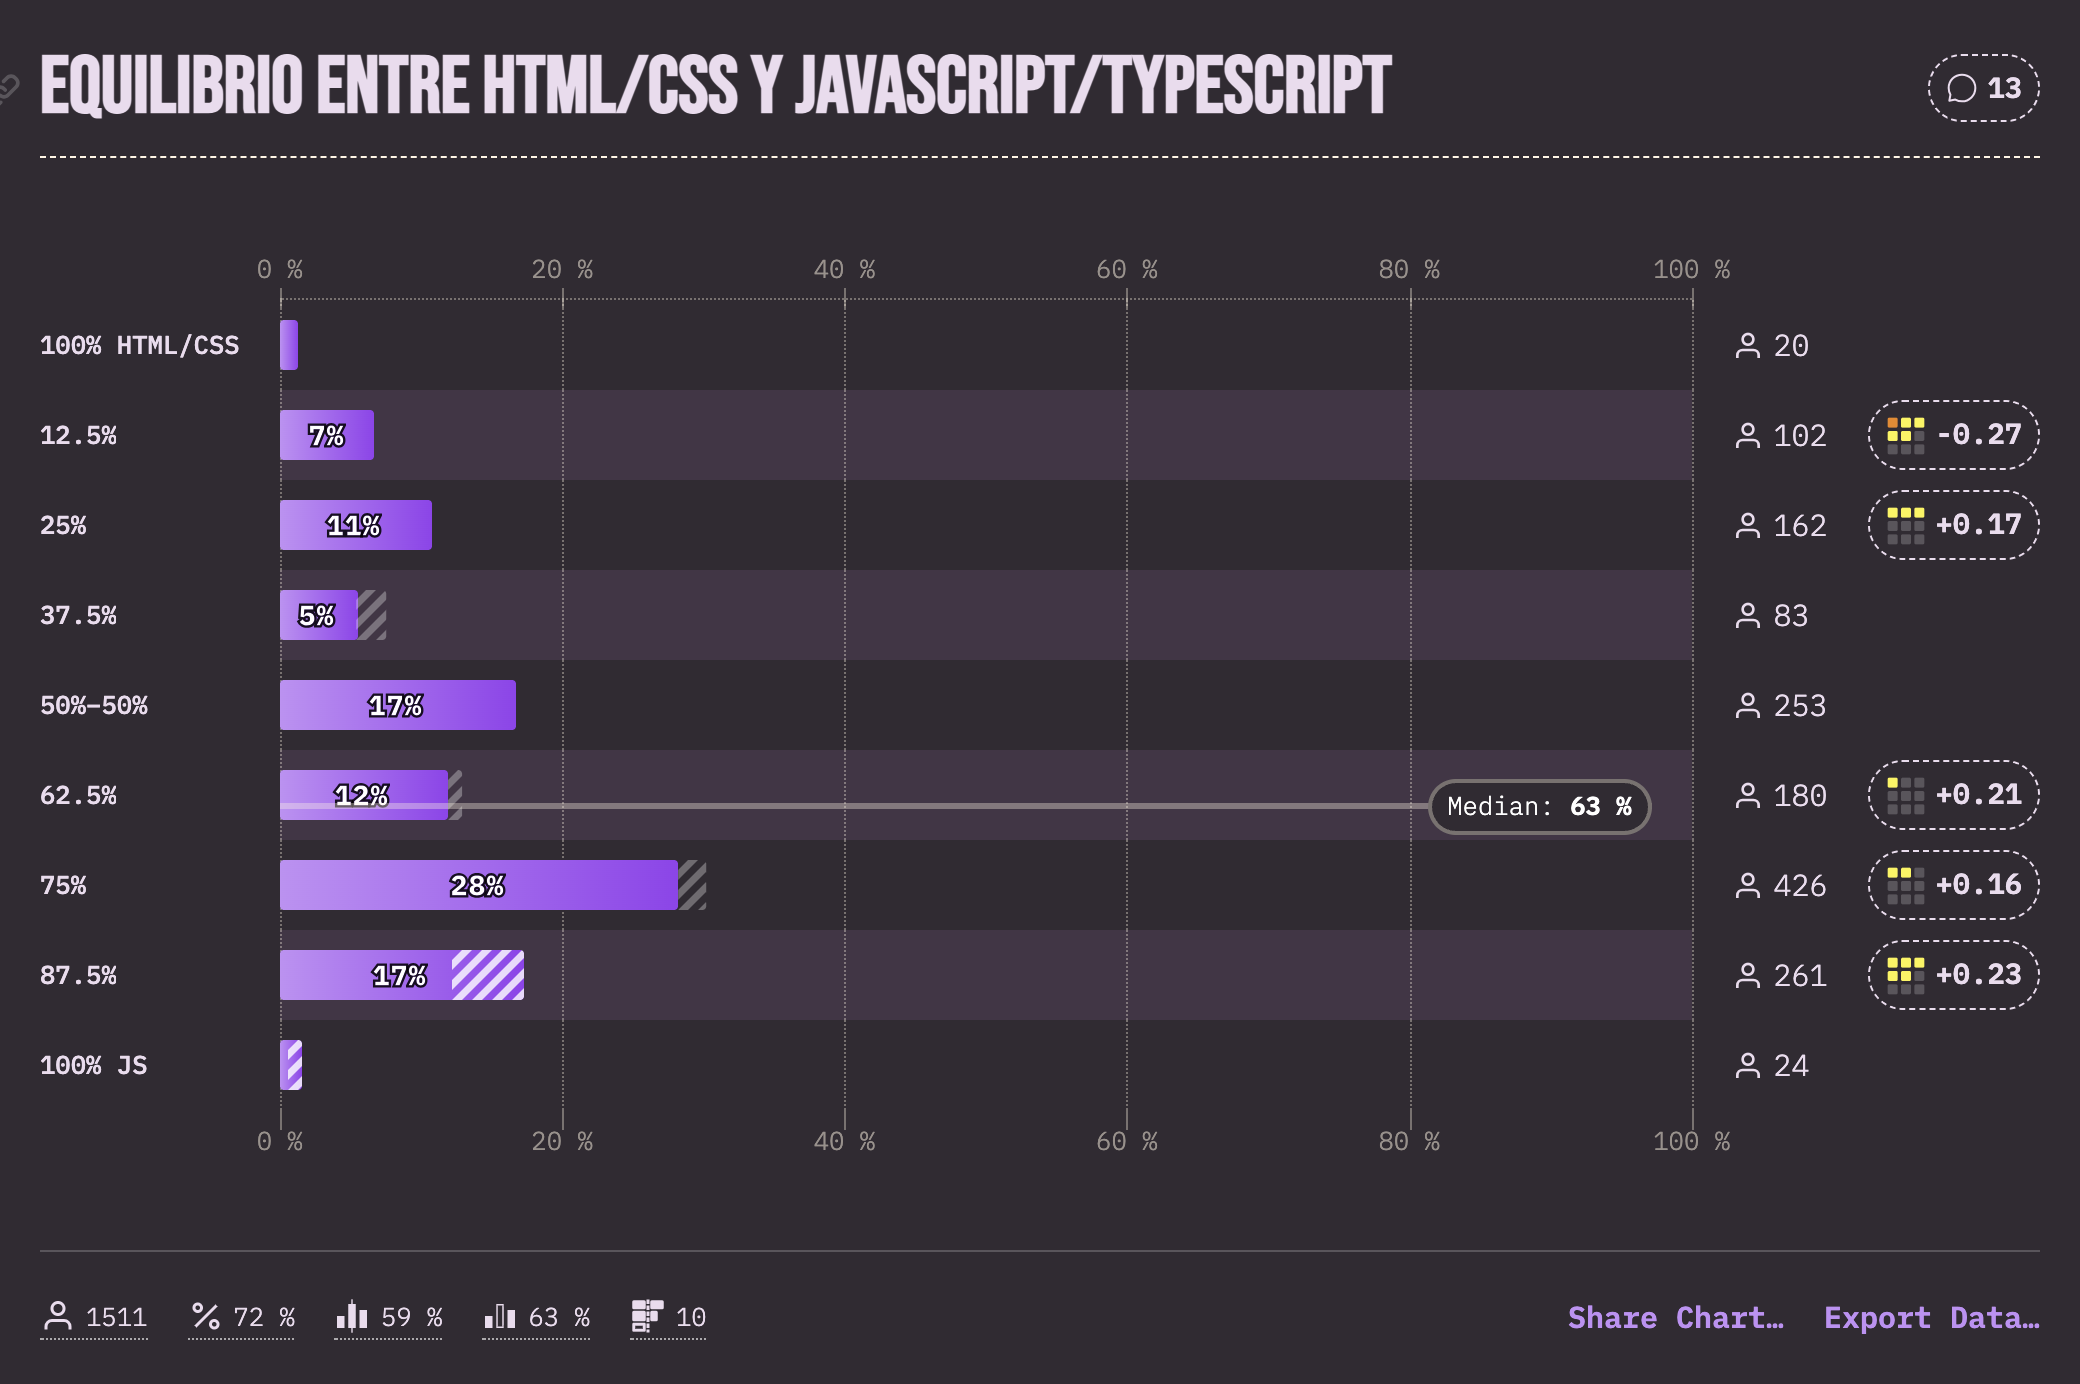 EQUILIBRIO ENTRE HTML/CSS Y JAVASCRIPT/TYPESCRIPT
13
0 % 20 % 40 % 60 % 80 % 100 %
100% HTML/CSS 20
12.5% 7% 102 -0.27
25% 11% 162 +0.17
37.5% 5% 83
50%–50% 17% 253
62.5% 12% Median: 63 % 180 +0.21
75% 28% 426 +0.16
87.5% 17% 261 +0.23
100% JS 24
0 % 20 % 40 % 60 % 80 % 100 %
1511 72 % 59 % 63 % 10 Share Chart… Export Data…